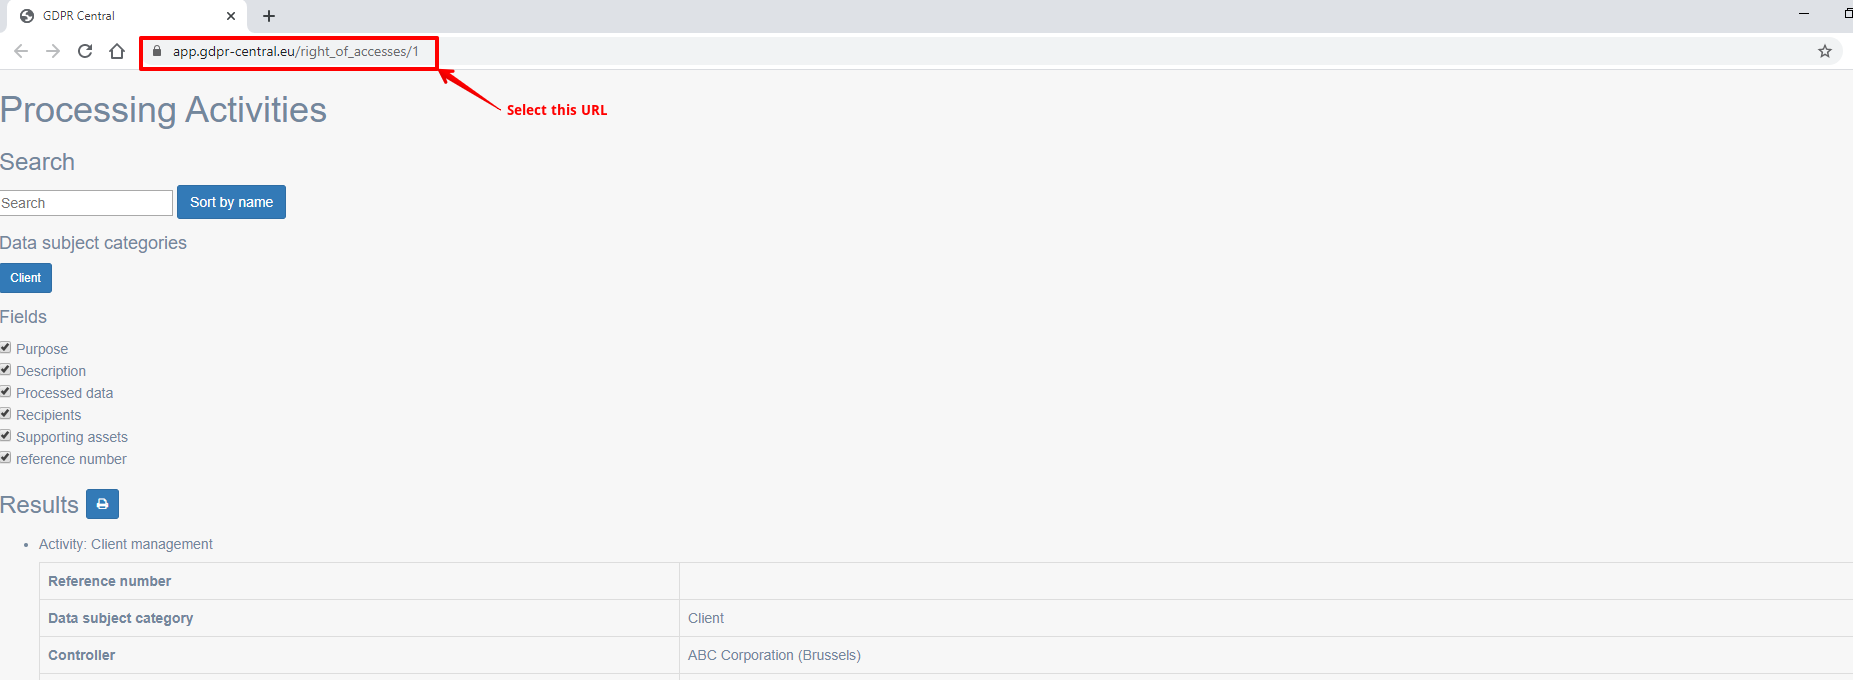 GDPR Central
app.gdpr-central.eu/right_of_accesses/1
Select this URL
Processing Activities
Search
Search
Sort by name
Data subject categories
Client
Fields
Purpose
Description
Processed data
Recipients
Supporting assets
reference number
Results
Activity: Client management
Reference number
Data subject category Client
Controller ABC Corporation (Brussels)